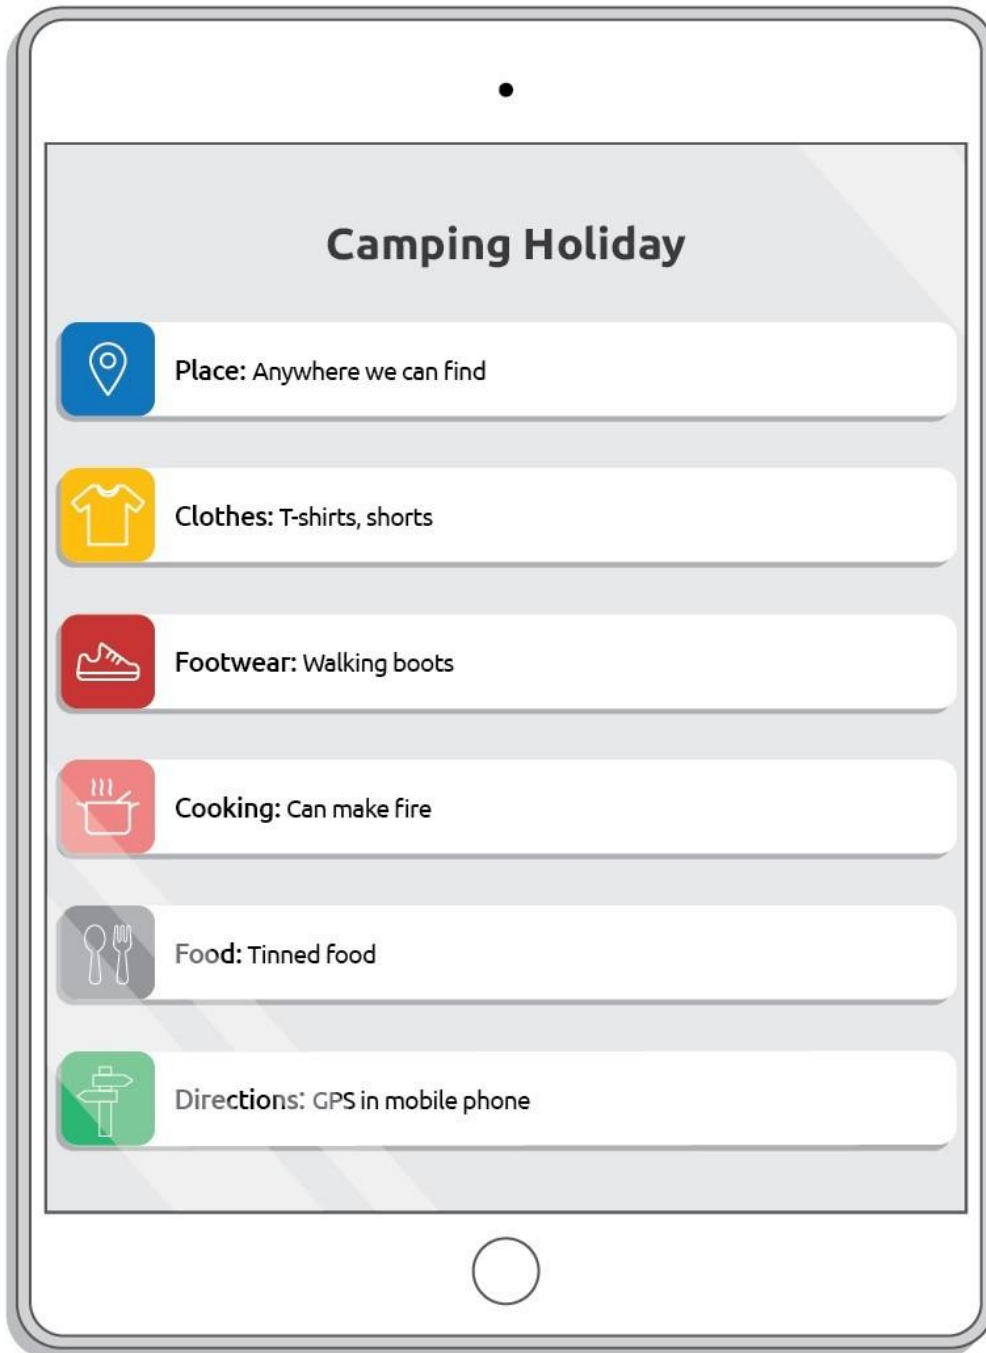 Camping Holiday
Place: Anywhere we can find
Clothes: T-shirts, shorts
Footwear: Walking boots
Cooking: Can make fire
Food: Tinned food
Directions: GPS in mobile phone